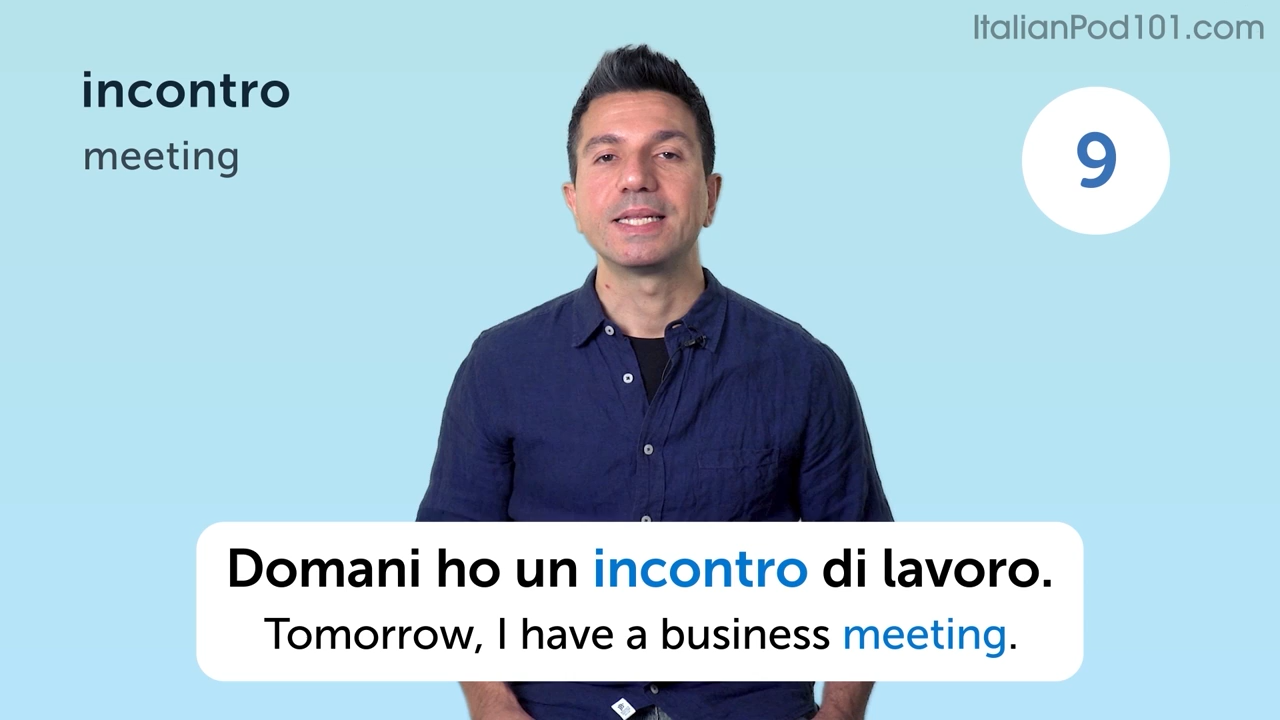 ItalianPod101.com
incontro
meeting
9
Domani ho un incontro di lavoro.
Tomorrow, I have a business meeting.